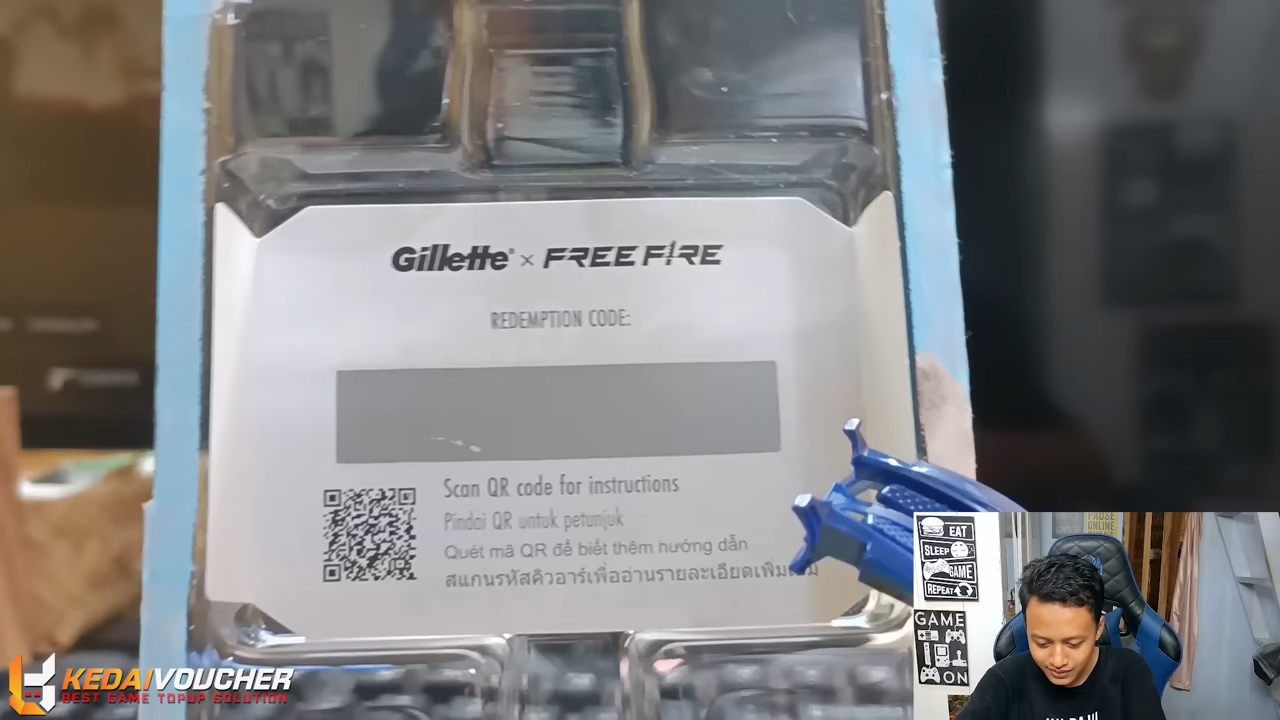 Gillette® × FREE FIRE
REDEMPTION CODE:
Scan QR code for instructions
Pindai QR untuk petunjuk
Quét mã QR để biết thêm hướng dẫn
สแกนรหัสคิวอาร์เพื่ออ่านรายละเอียดเพิ่มเติม
PAUSE
ONLINE
EAT
SLEEP
GAME
REPEAT
GAME
ON
KEDAIVOUCHER
BEST GAME TOPUP SOLUTION